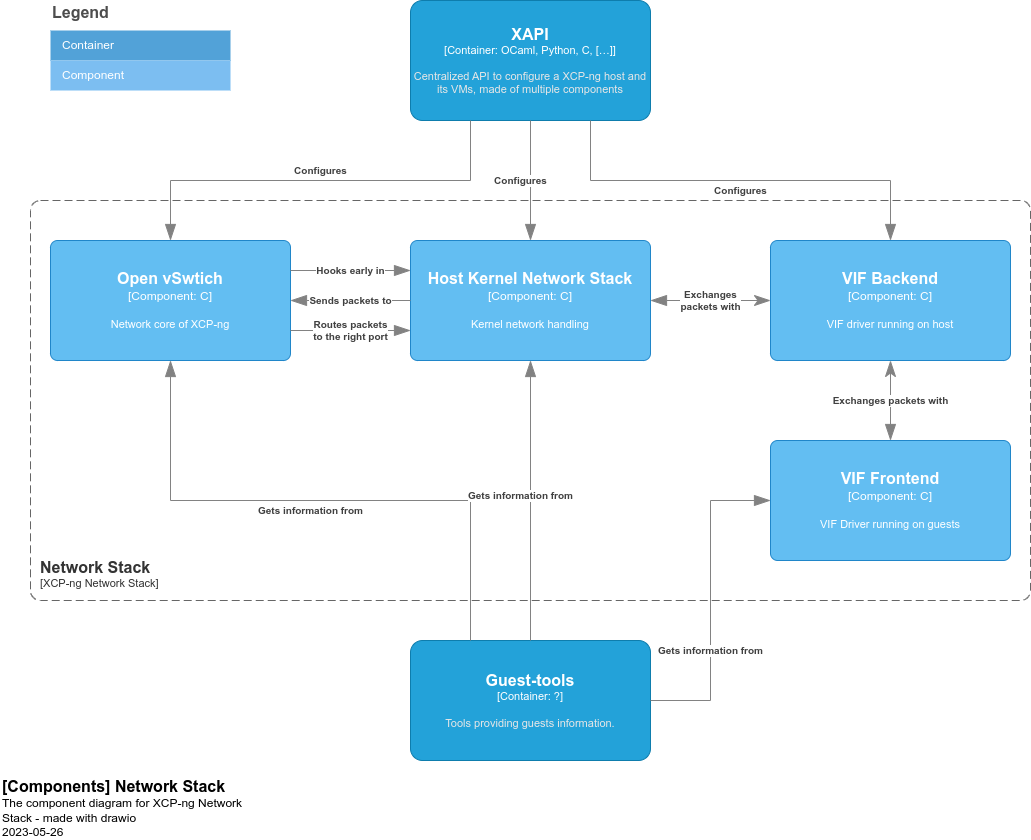 Legend
Container
Component
XAPI
[Container: OCaml, Python, C, [...]]
Centralized API to configure a XCP-ng host and
its VMs, made of multiple components
Configures
Configures
Configures
Open vSwtich
[Component: C]
Network core of XCP-ng
Hooks early in
Sends packets to
Routes packets
to the right port
Host Kernel Network Stack
[Component: C]
Kernel network handling
Exchanges
packets with
VIF Backend
[Component: C]
VIF driver running on host
Exchanges packets with
VIF Frontend
[Component: C]
VIF Driver running on guests
Gets information from
Gets information from
Network Stack
[XCP-ng Network Stack]
Gets information from
Guest-tools
[Container: ?]
Tools providing guests information.
[Components] Network Stack
The component diagram for XCP-ng Network
Stack - made with drawio
2023-05-26